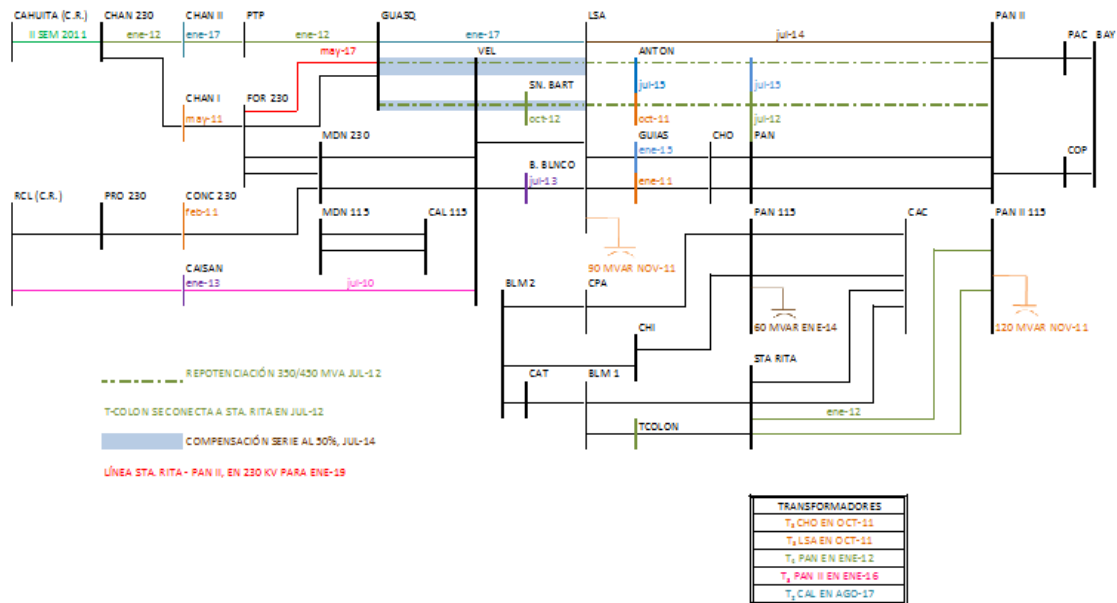 CAHUITA (C.R.)
CHAN 230
CHAN II
PTP
GUASQ
LSA
PAN II
II SEM 2011
ene-12
ene-17
ene-12
ene-17
jul-14
may-17
VEL
ANTON
PAC
BAY
SN. BART
jul-15
jul-15
CHAN I
FOR 230
may-11
oct-12
oct-11
jul-12
MDN 230
GUIAS
CHO
PAN
ene-15
B. BLNCO
COP
jul-13
ene-11
RCL (C.R.)
PRO 230
CONC 230
feb-11
MDN 115
CAL 115
PAN 115
CAC
PAN II 115
CAISAN
90 MVAR NOV-11
ene-13
jul-10
BLM 2
CPA
CHI
60 MVAR ENE-14
120 MVAR NOV-11
STA RITA
REPOTENCIACIÓN 350/450 MVA JUL-12
CAT
BLM 1
T-COLON SE CONECTA A STA. RITA EN JUL-12
ene-12
TCOLON
COMPENSACIÓN SERIE AL 50%, JUL-14
LÍNEA STA. RITA - PAN II, EN 230 KV PARA ENE-19
TRANSFORMADORES
CHO EN OCT-11
LSA EN OCT-11
PAN EN ENE-12
PAN II EN ENE-16
CAL EN AGO-17